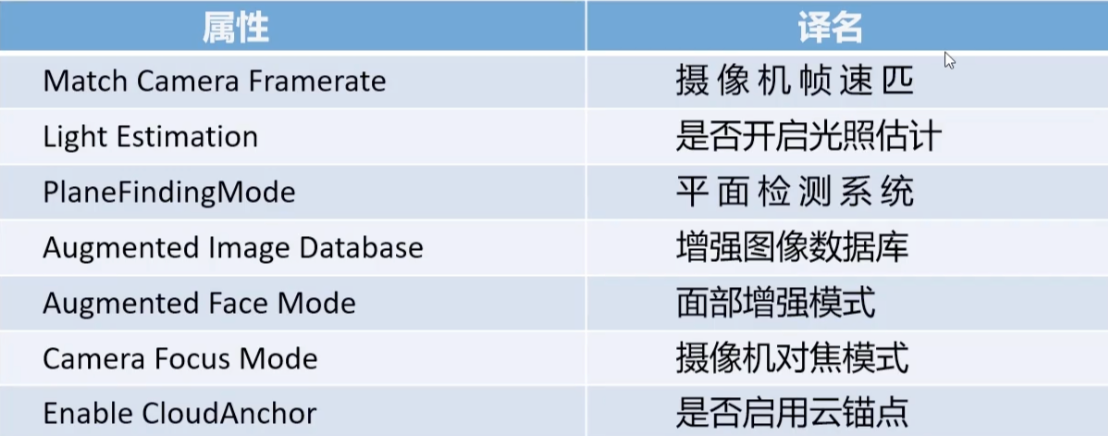 属性 译名
Match Camera Framerate 摄像机帧速匹
Light Estimation 是否开启光照估计
PlaneFindingMode 平面检测系统
Augmented Image Database 增强图像数据库
Augmented Face Mode 面部增强模式
Camera Focus Mode 摄像机对焦模式
Enable CloudAnchor 是否启用云锚点